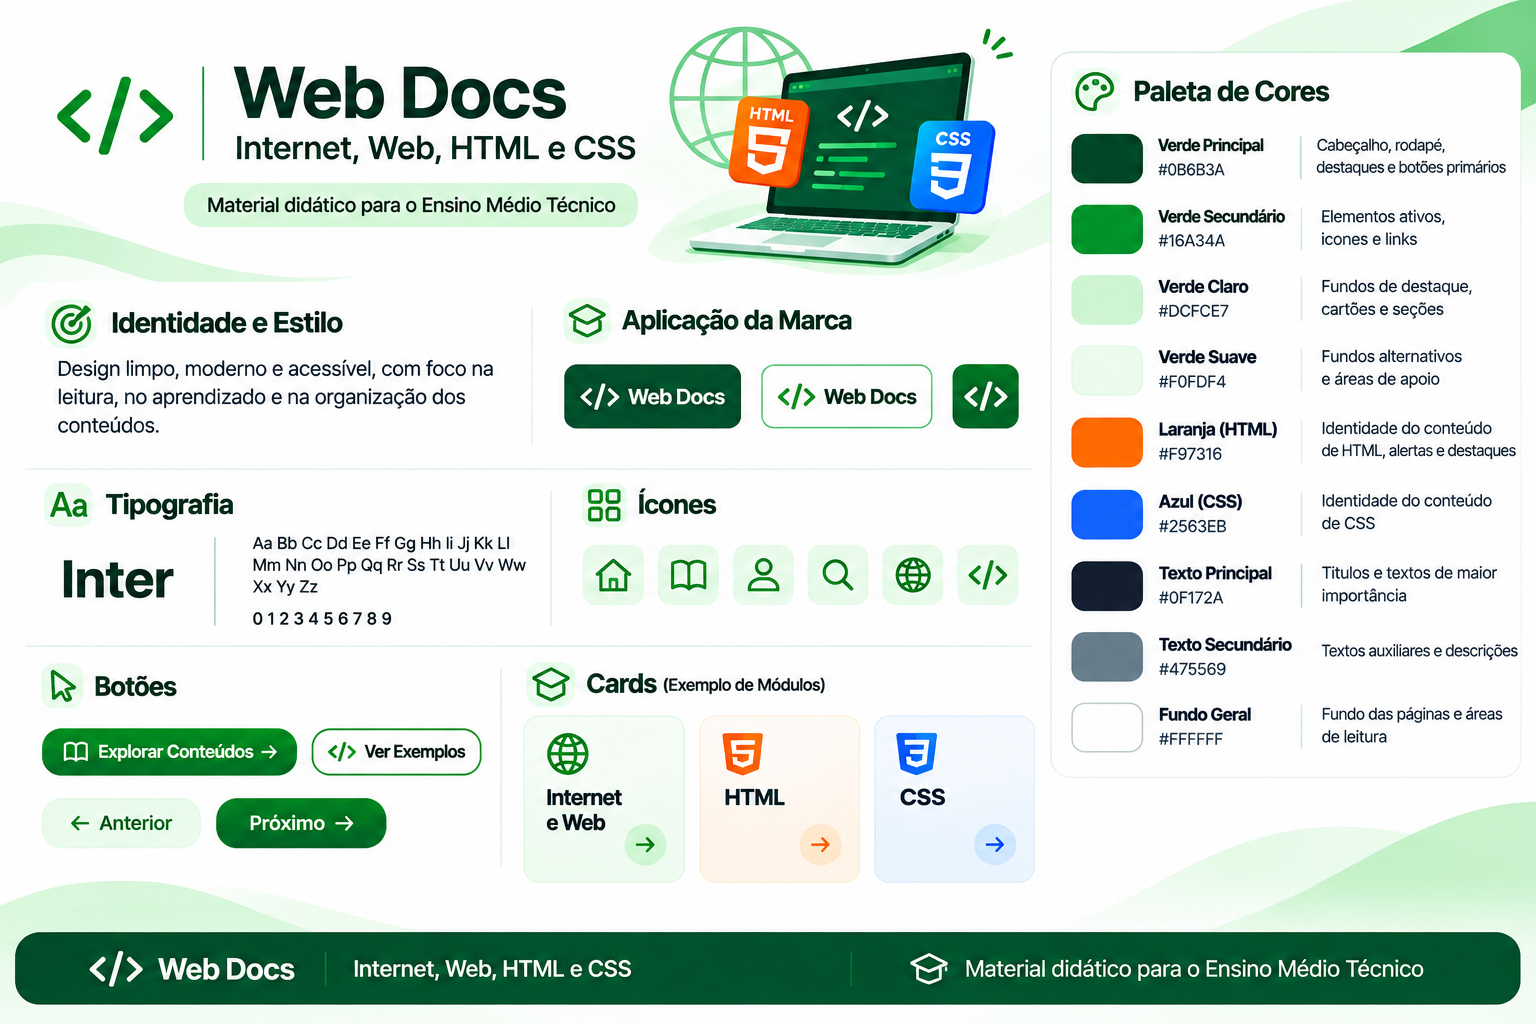 </> Web Docs
Internet, Web, HTML e CSS
Material didático para o Ensino Médio Técnico
HTML
5
</>
CSS
3
Identidade e Estilo
Design limpo, moderno e acessível, com foco na
leitura, no aprendizado e na organização dos
conteúdos.
Aplicação da Marca
</> Web Docs
</> Web Docs
</>
Aa Tipografia
Inter
Aa Bb Cc Dd Ee Ff Gg Hh Ii Jj Kk Ll
Mm Nn Oo Pp Qq Rr Ss Tt Uu Vv Ww
Xx Yy Zz
0 1 2 3 4 5 6 7 8 9
Ícones
</>
Botões
Explorar Conteúdos →
</> Ver Exemplos
← Anterior
Próximo →
Cards (Exemplo de Módulos)
Internet
e Web
→
5
HTML
→
3
CSS
→
Paleta de Cores
Verde Principal
#0B6B3A
Cabeçalho, rodapé,
destaques e botões primários
Verde Secundário
#16A34A
Elementos ativos,
icones e links
Verde Claro
#DCFCE7
Fundos de destaque,
cartões e seções
Verde Suave
#F0FDF4
Fundos alternativos
e áreas de apoio
Laranja (HTML)
#F97316
Identidade do conteúdo
de HTML, alertas e destaques
Azul (CSS)
#2563EB
Identidade do conteúdo
de CSS
Texto Principal
#0F172A
Titulos e textos de maior
importância
Texto Secundário
#475569
Textos auxiliares e descrições
Fundo Geral
#FFFFFF
Fundo das páginas e áreas
de leitura
</> Web Docs
Internet, Web, HTML e CSS
Material didático para o Ensino Médio Técnico